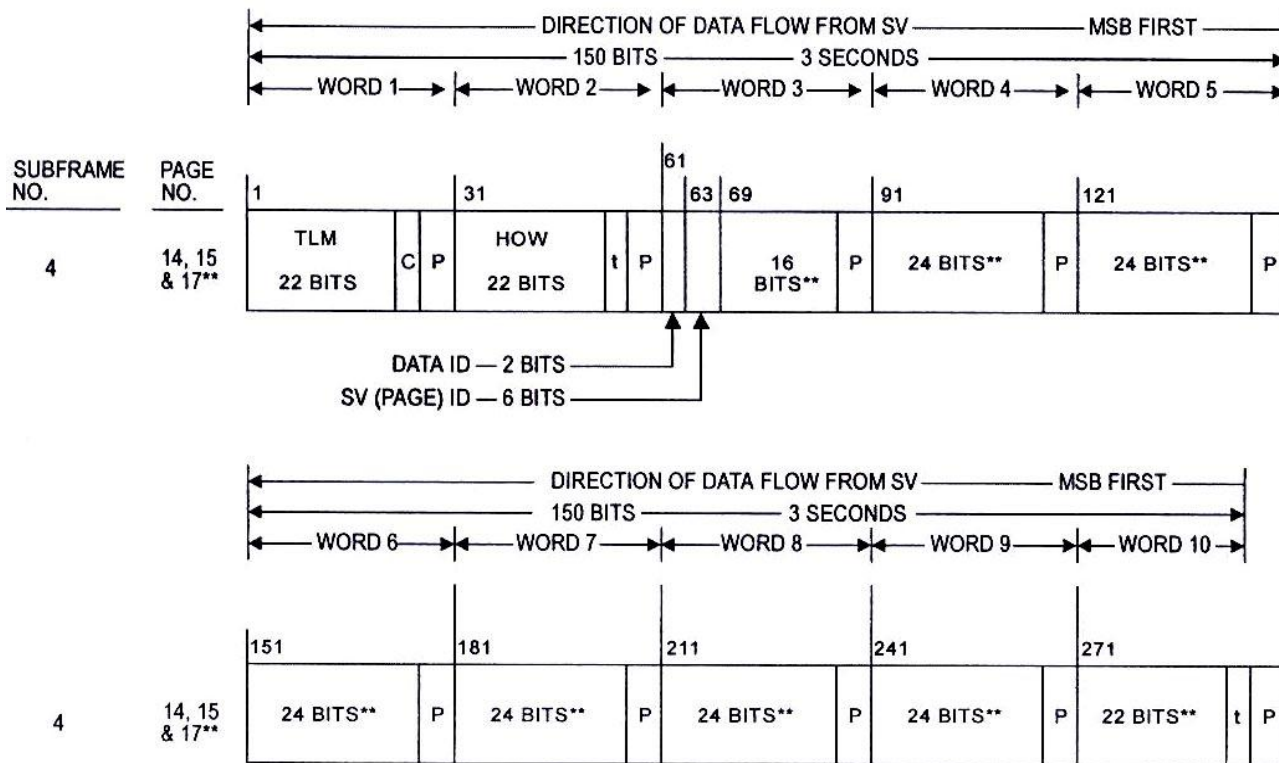 DIRECTION OF DATA FLOW FROM SV MSB FIRST
150 BITS 3 SECONDS
WORD 1 WORD 2 WORD 3 WORD 4 WORD 5
SUBFRAME NO. PAGE NO.
1 31 61 63 69 91 121
4 14, 15 & 17**
TLM 22 BITS C P HOW 22 BITS t P 16 BITS** P 24 BITS** P 24 BITS** P
DATA ID — 2 BITS
SV (PAGE) ID — 6 BITS
DIRECTION OF DATA FLOW FROM SV MSB FIRST
150 BITS 3 SECONDS
WORD 6 WORD 7 WORD 8 WORD 9 WORD 10
151 181 211 241 271
4 14, 15 & 17** 24 BITS** P 24 BITS** P 24 BITS** P 24 BITS** P 22 BITS** t P